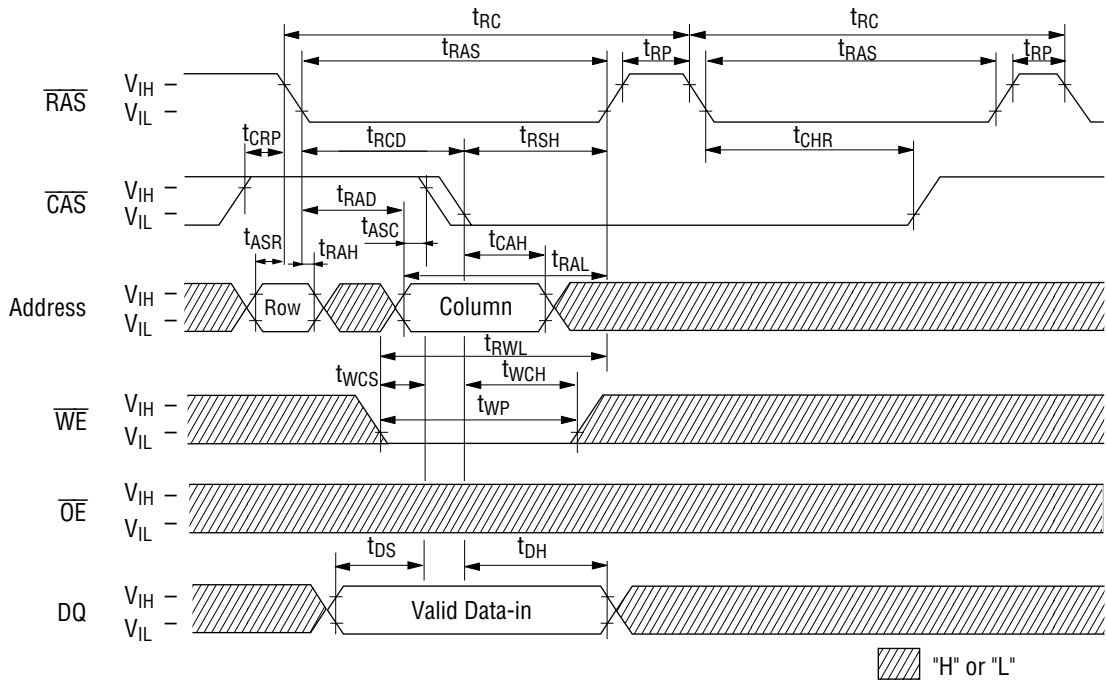 tRC tRC
tRAS tRP tRAS tRP
RAS VIH –
VIL –
tCRP tRCD tRSH tCHR
CAS VIH –
VIL –
tRAD
tASR tRAH tASC tCAH
tRAL
Address VIH –
VIL –
Row Column
tRWL
tWCS tWCH
tWP
WE VIH –
VIL –
OE VIH –
VIL –
tDS tDH
DQ VIH –
VIL –
Valid Data-in
"H" or "L"